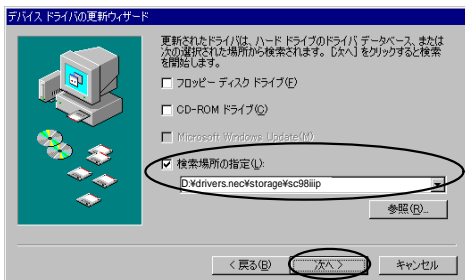 デバイス ドライバの更新ウィザード
更新されたドライバは、ハード ドライブのドライバ データベース、または
次の選択された場所から検索されます。[次へ] をクリックすると検索
を開始します。
フロッピー ディスク ドライブ(F)
CD-ROM ドライブ(C)
Microsoft Windows Update(M)
検索場所の指定(L):
D:¥drivers.nec¥storage¥sc98iiip
参照(R)...
< 戻る(B)
次へ >
キャンセル